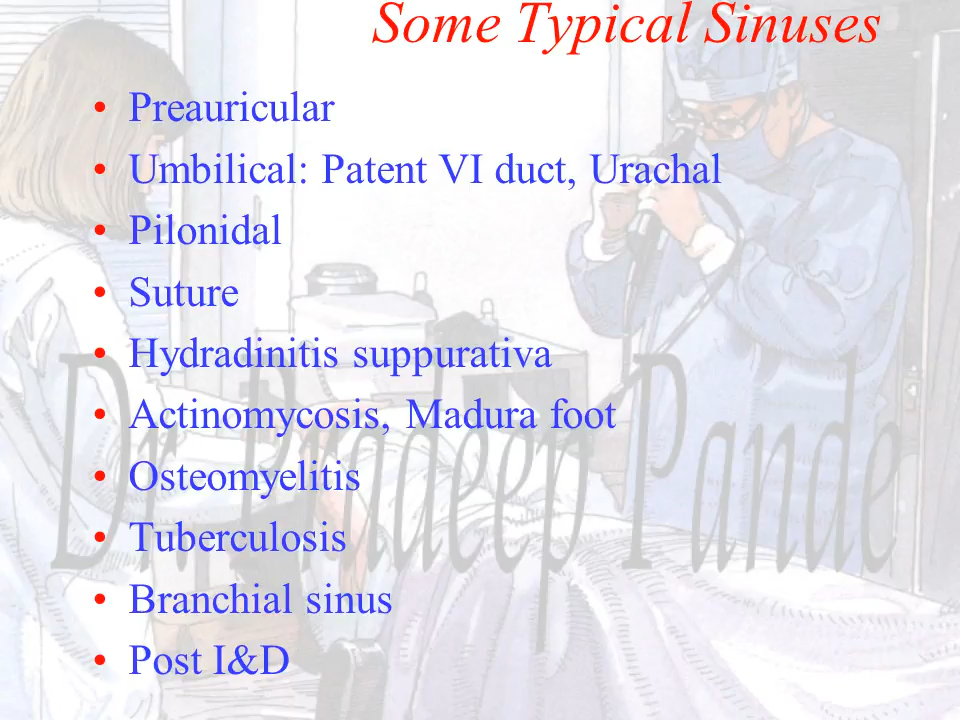 Some Typical Sinuses
• Preauricular
• Umbilical: Patent VI duct, Urachal
• Pilonidal
• Suture
• Hydradinitis suppurativa
• Actinomycosis, Madura foot
• Osteomyelitis
• Tuberculosis
• Branchial sinus
• Post I&D
Dr. Pradeep Pande